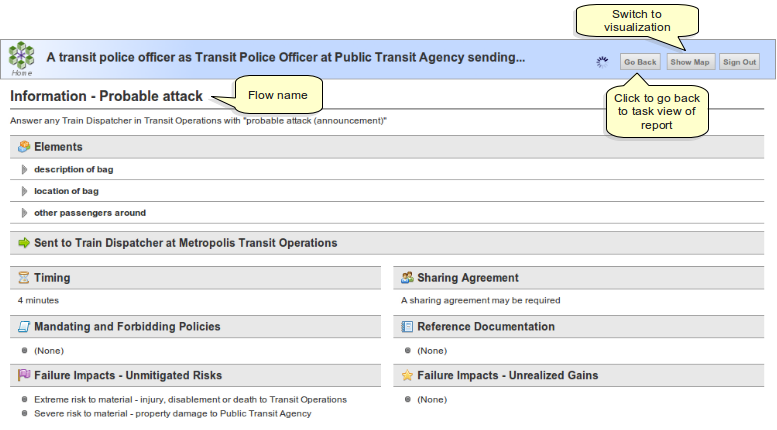 Switch to
visualization
A transit police officer as Transit Police Officer at Public Transit Agency sending...
Go Back
Show Map
Sign Out
Home
Information - Probable attack
Flow name
Click to go back
to task view of
report
Answer any Train Dispatcher in Transit Operations with "probable attack (announcement)"
Elements
description of bag
location of bag
other passengers around
Sent to Train Dispatcher at Metropolis Transit Operations
Timing
4 minutes
Sharing Agreement
A sharing agreement may be required
Mandating and Forbidding Policies
(None)
Reference Documentation
(None)
Failure Impacts - Unmitigated Risks
Extreme risk to material - injury, disablement or death to Transit Operations
Severe risk to material - property damage to Public Transit Agency
Failure Impacts - Unrealized Gains
(None)